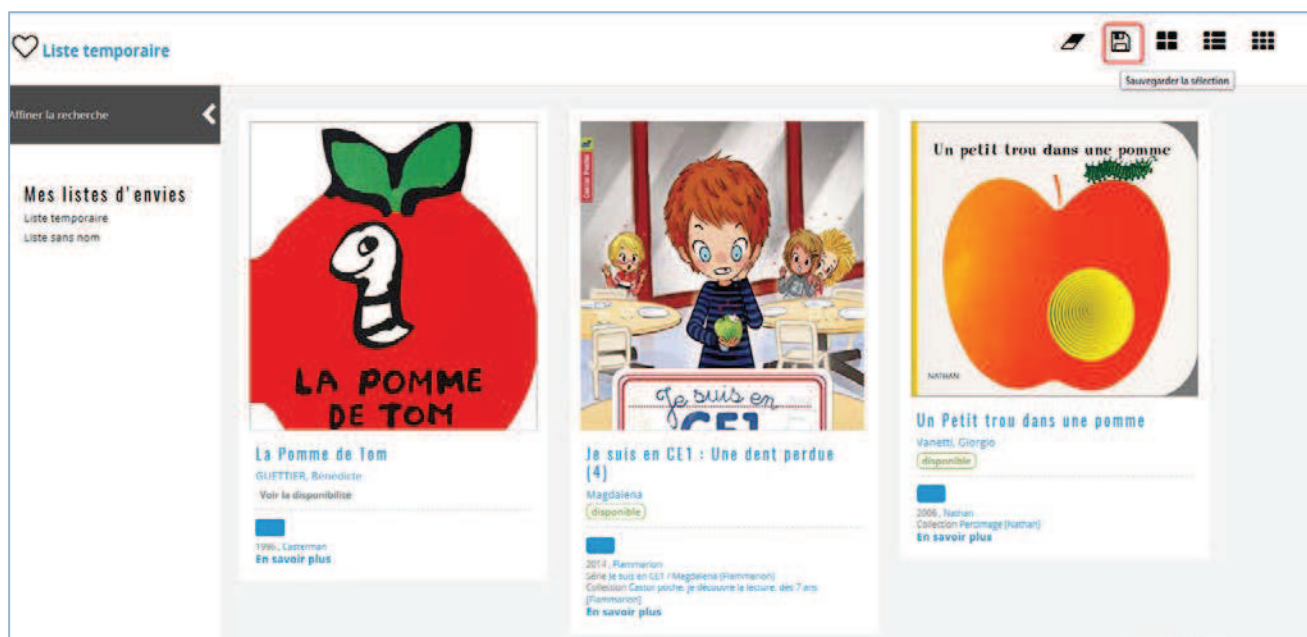 Liste temporaire
Sauvegarder la sélection
Affiner la recherche
Mes listes d'envies
Liste temporaire
Liste sans nom
LA POMME
DE TOM
La Pomme de Tom
GUETTIER, Bénédicte
Voir la disponibilité
1996, Casterman
En savoir plus
Castor Poche
Je suis en
CE1
Je suis en CE1 : Une dent perdue
(4)
Magdalena
disponible
2014, Flammarion
Série Je suis en CE1 / Magdalena (Flammarion)
Collection Castor poche. Je découvre la lecture. dès 7 ans
[Flammarion]
En savoir plus
Un petit trou dans une pomme
NATHAN
Un Petit trou dans une pomme
Vanetti, Giorgio
disponible
2006, Nathan
Collection Percimage [Nathan]
En savoir plus